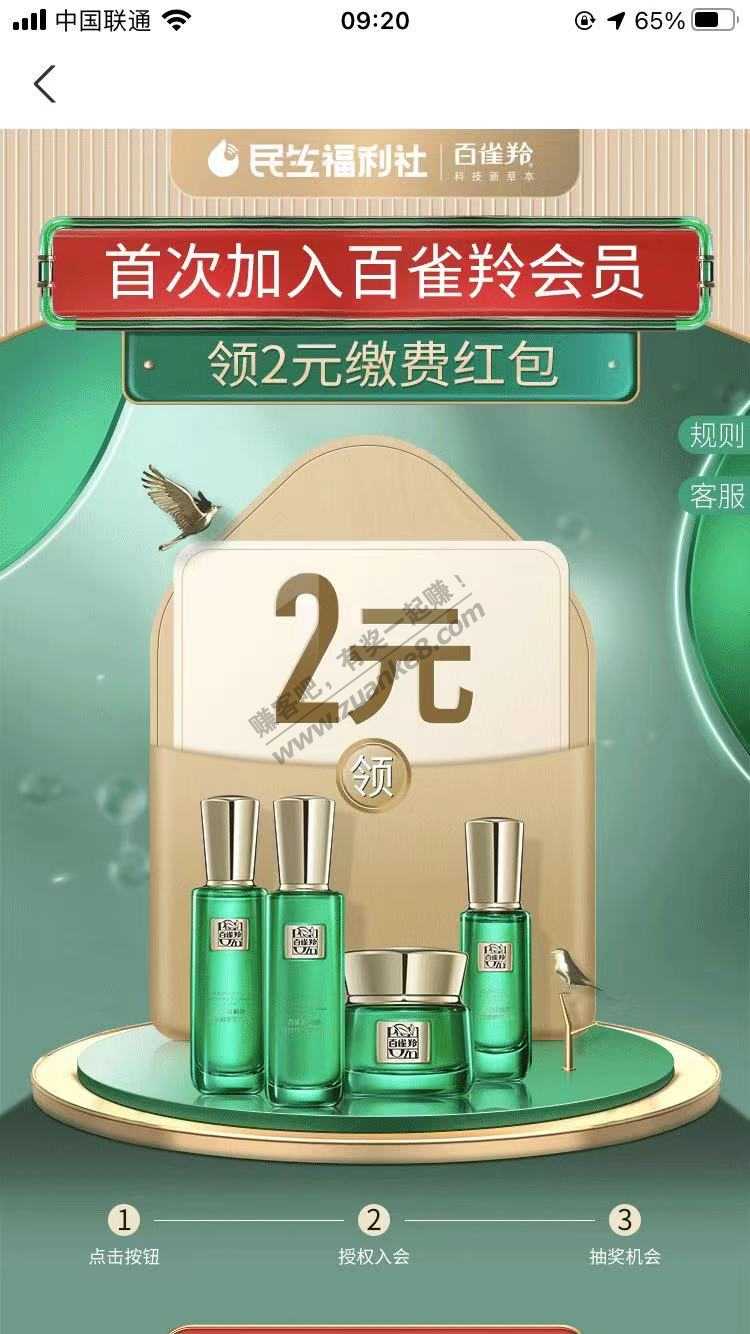 中国联通
09:20
65%
民生福利社
百雀羚
科技新草本
首次加入百雀羚会员
领2元缴费红包
规则
客服
2元
赚客吧，有奖一起赚！
www.zuanke8.com
领
百雀羚
百雀羚
百雀羚
百雀羚
1
2
3
点击按钮
授权入会
抽奖机会